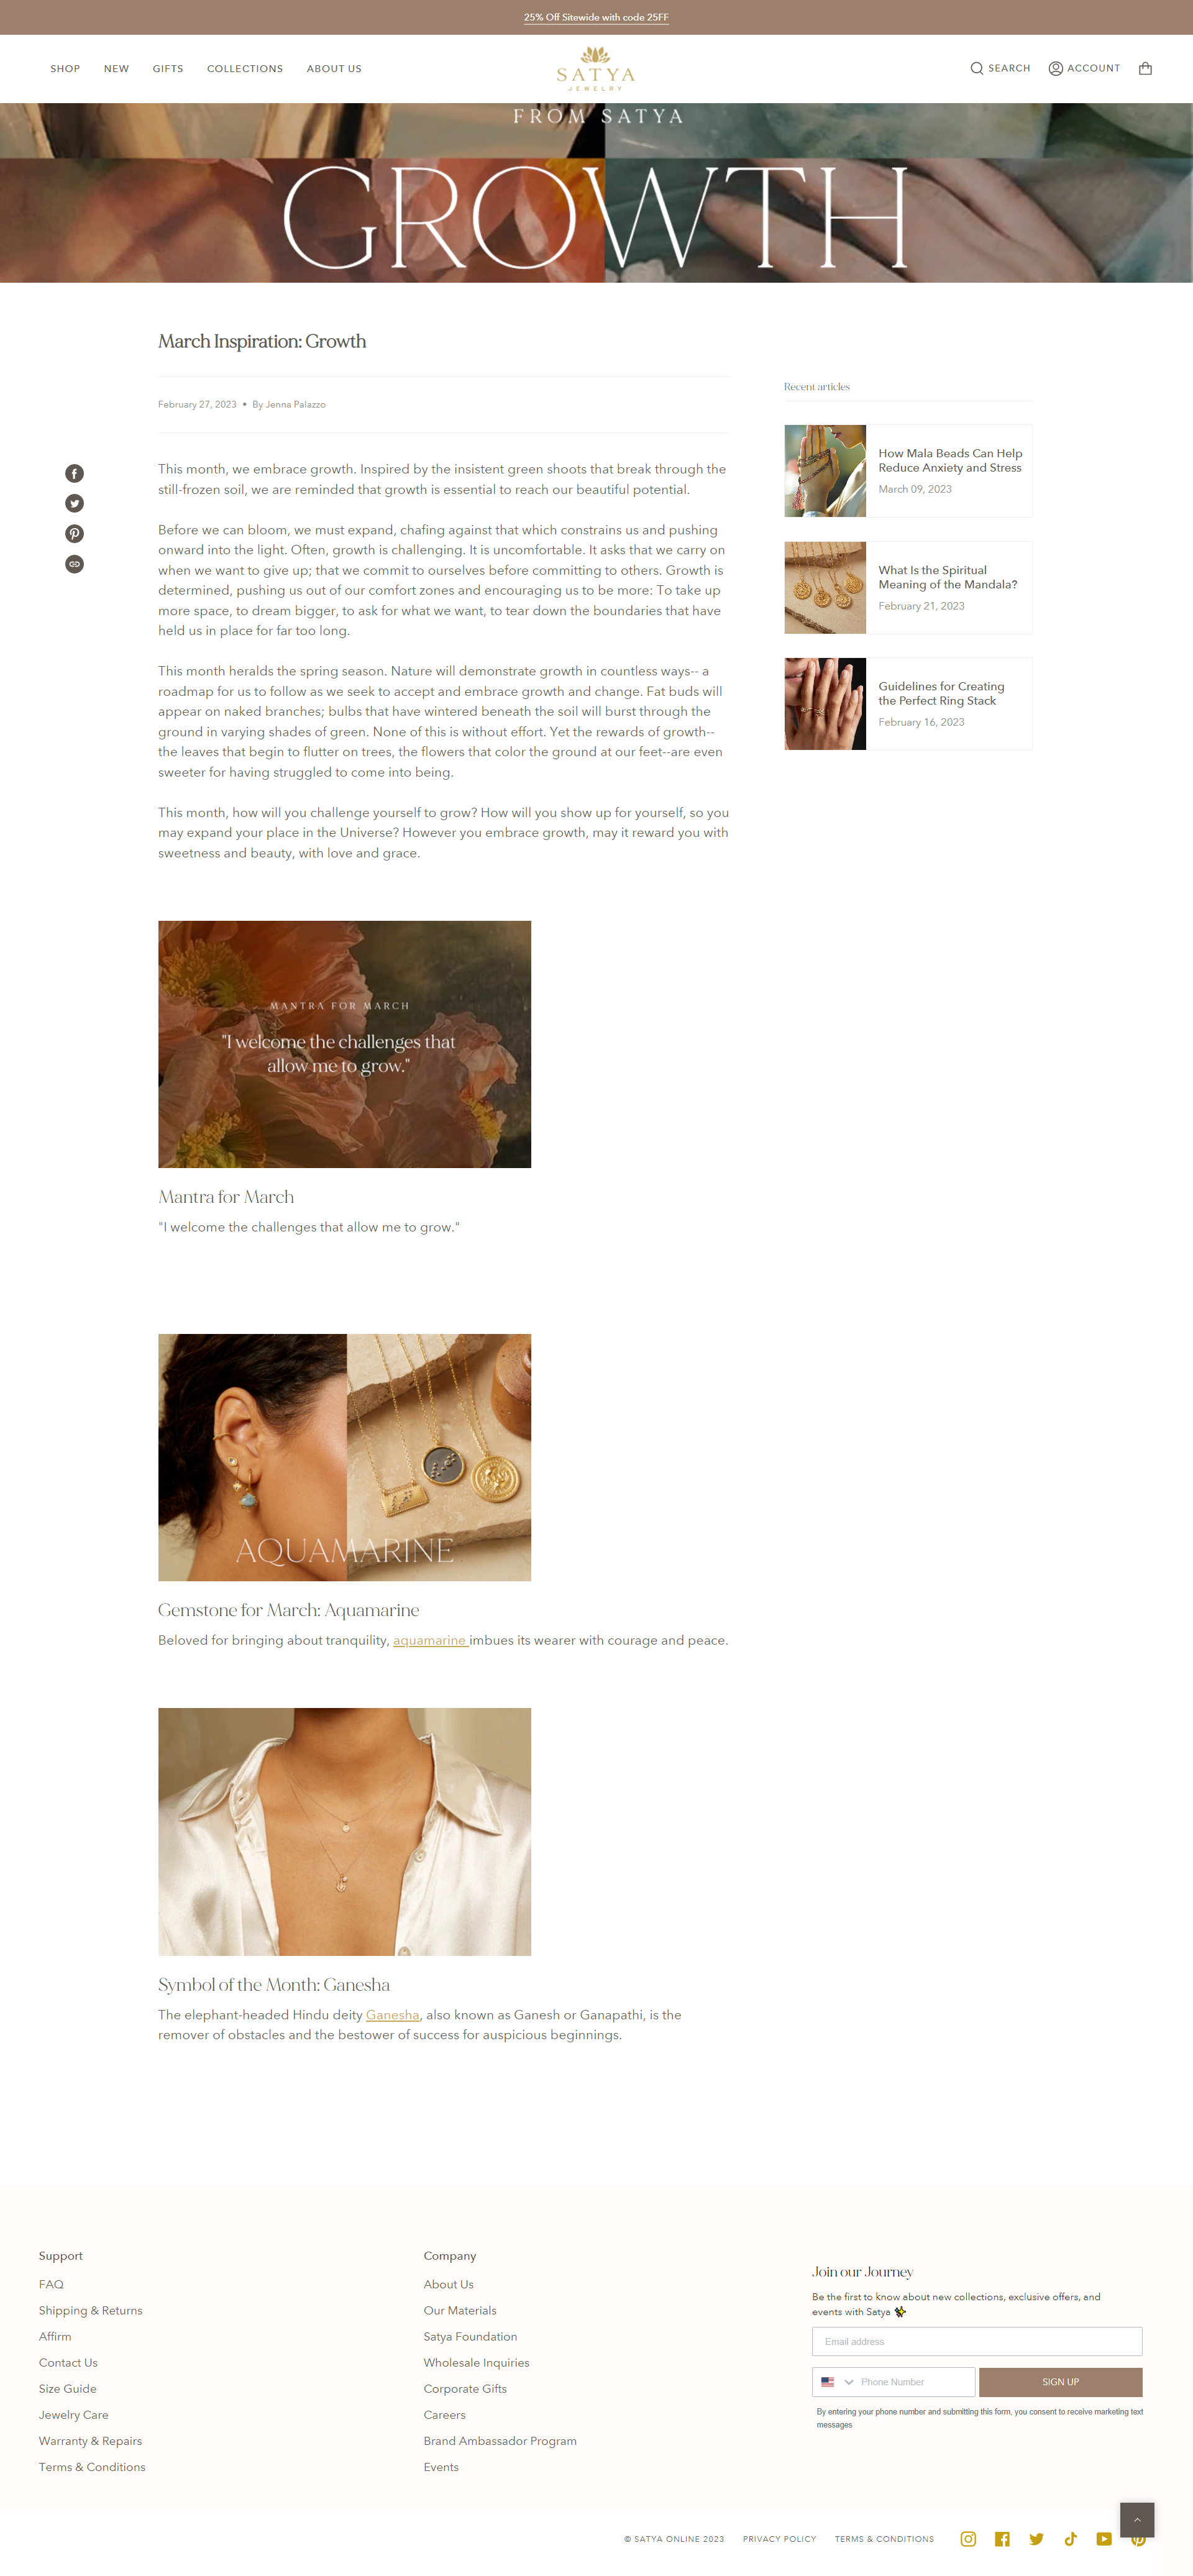 25% Off Sitewide with code 25FF
SHOP NEW GIFTS COLLECTIONS ABOUT US
SATYA
JEWELRY
SEARCH ACCOUNT
FROM SATYA
GROWTH
March Inspiration: Growth
February 27, 2023 • By Jenna Palazzo
This month, we embrace growth. Inspired by the insistent green shoots that break through the
still-frozen soil, we are reminded that growth is essential to reach our beautiful potential.
Before we can bloom, we must expand, chafing against that which constrains us and pushing
onward into the light. Often, growth is challenging. It is uncomfortable. It asks that we carry on
when we want to give up; that we commit to ourselves before committing to others. Growth is
determined, pushing us out of our comfort zones and encouraging us to be more: To take up
more space, to dream bigger, to ask for what we want, to tear down the boundaries that have
held us in place for far too long.
This month heralds the spring season. Nature will demonstrate growth in countless ways-- a
roadmap for us to follow as we seek to accept and embrace growth and change. Fat buds will
appear on naked branches; bulbs that have wintered beneath the soil will burst through the
ground in varying shades of green. None of this is without effort. Yet the rewards of growth--
the leaves that begin to flutter on trees, the flowers that color the ground at our feet--are even
sweeter for having struggled to come into being.
This month, how will you challenge yourself to grow? How will you show up for yourself, so you
may expand your place in the Universe? However you embrace growth, may it reward you with
sweetness and beauty, with love and grace.
MANTRA FOR MARCH
"I welcome the challenges that
allow me to grow."
Mantra for March
"I welcome the challenges that allow me to grow."
AQUAMARINE
Gemstone for March: Aquamarine
Beloved for bringing about tranquility, aquamarine imbues its wearer with courage and peace.
Symbol of the Month: Ganesha
The elephant-headed Hindu deity Ganesha, also known as Ganesh or Ganapathi, is the
remover of obstacles and the bestower of success for auspicious beginnings.
Recent articles
How Mala Beads Can Help
Reduce Anxiety and Stress
March 09, 2023
What Is the Spiritual
Meaning of the Mandala?
February 21, 2023
Guidelines for Creating
the Perfect Ring Stack
February 16, 2023
Support
FAQ
Shipping & Returns
Affirm
Contact Us
Size Guide
Jewelry Care
Warranty & Repairs
Terms & Conditions
Company
About Us
Our Materials
Satya Foundation
Wholesale Inquiries
Corporate Gifts
Careers
Brand Ambassador Program
Events
Join our Journey
Be the first to know about new collections, exclusive offers, and
events with Satya ✨
Email address
Phone Number
SIGN UP
By entering your phone number and submitting this form, you consent to receive marketing text
messages
© SATYA ONLINE 2023 PRIVACY POLICY TERMS & CONDITIONS